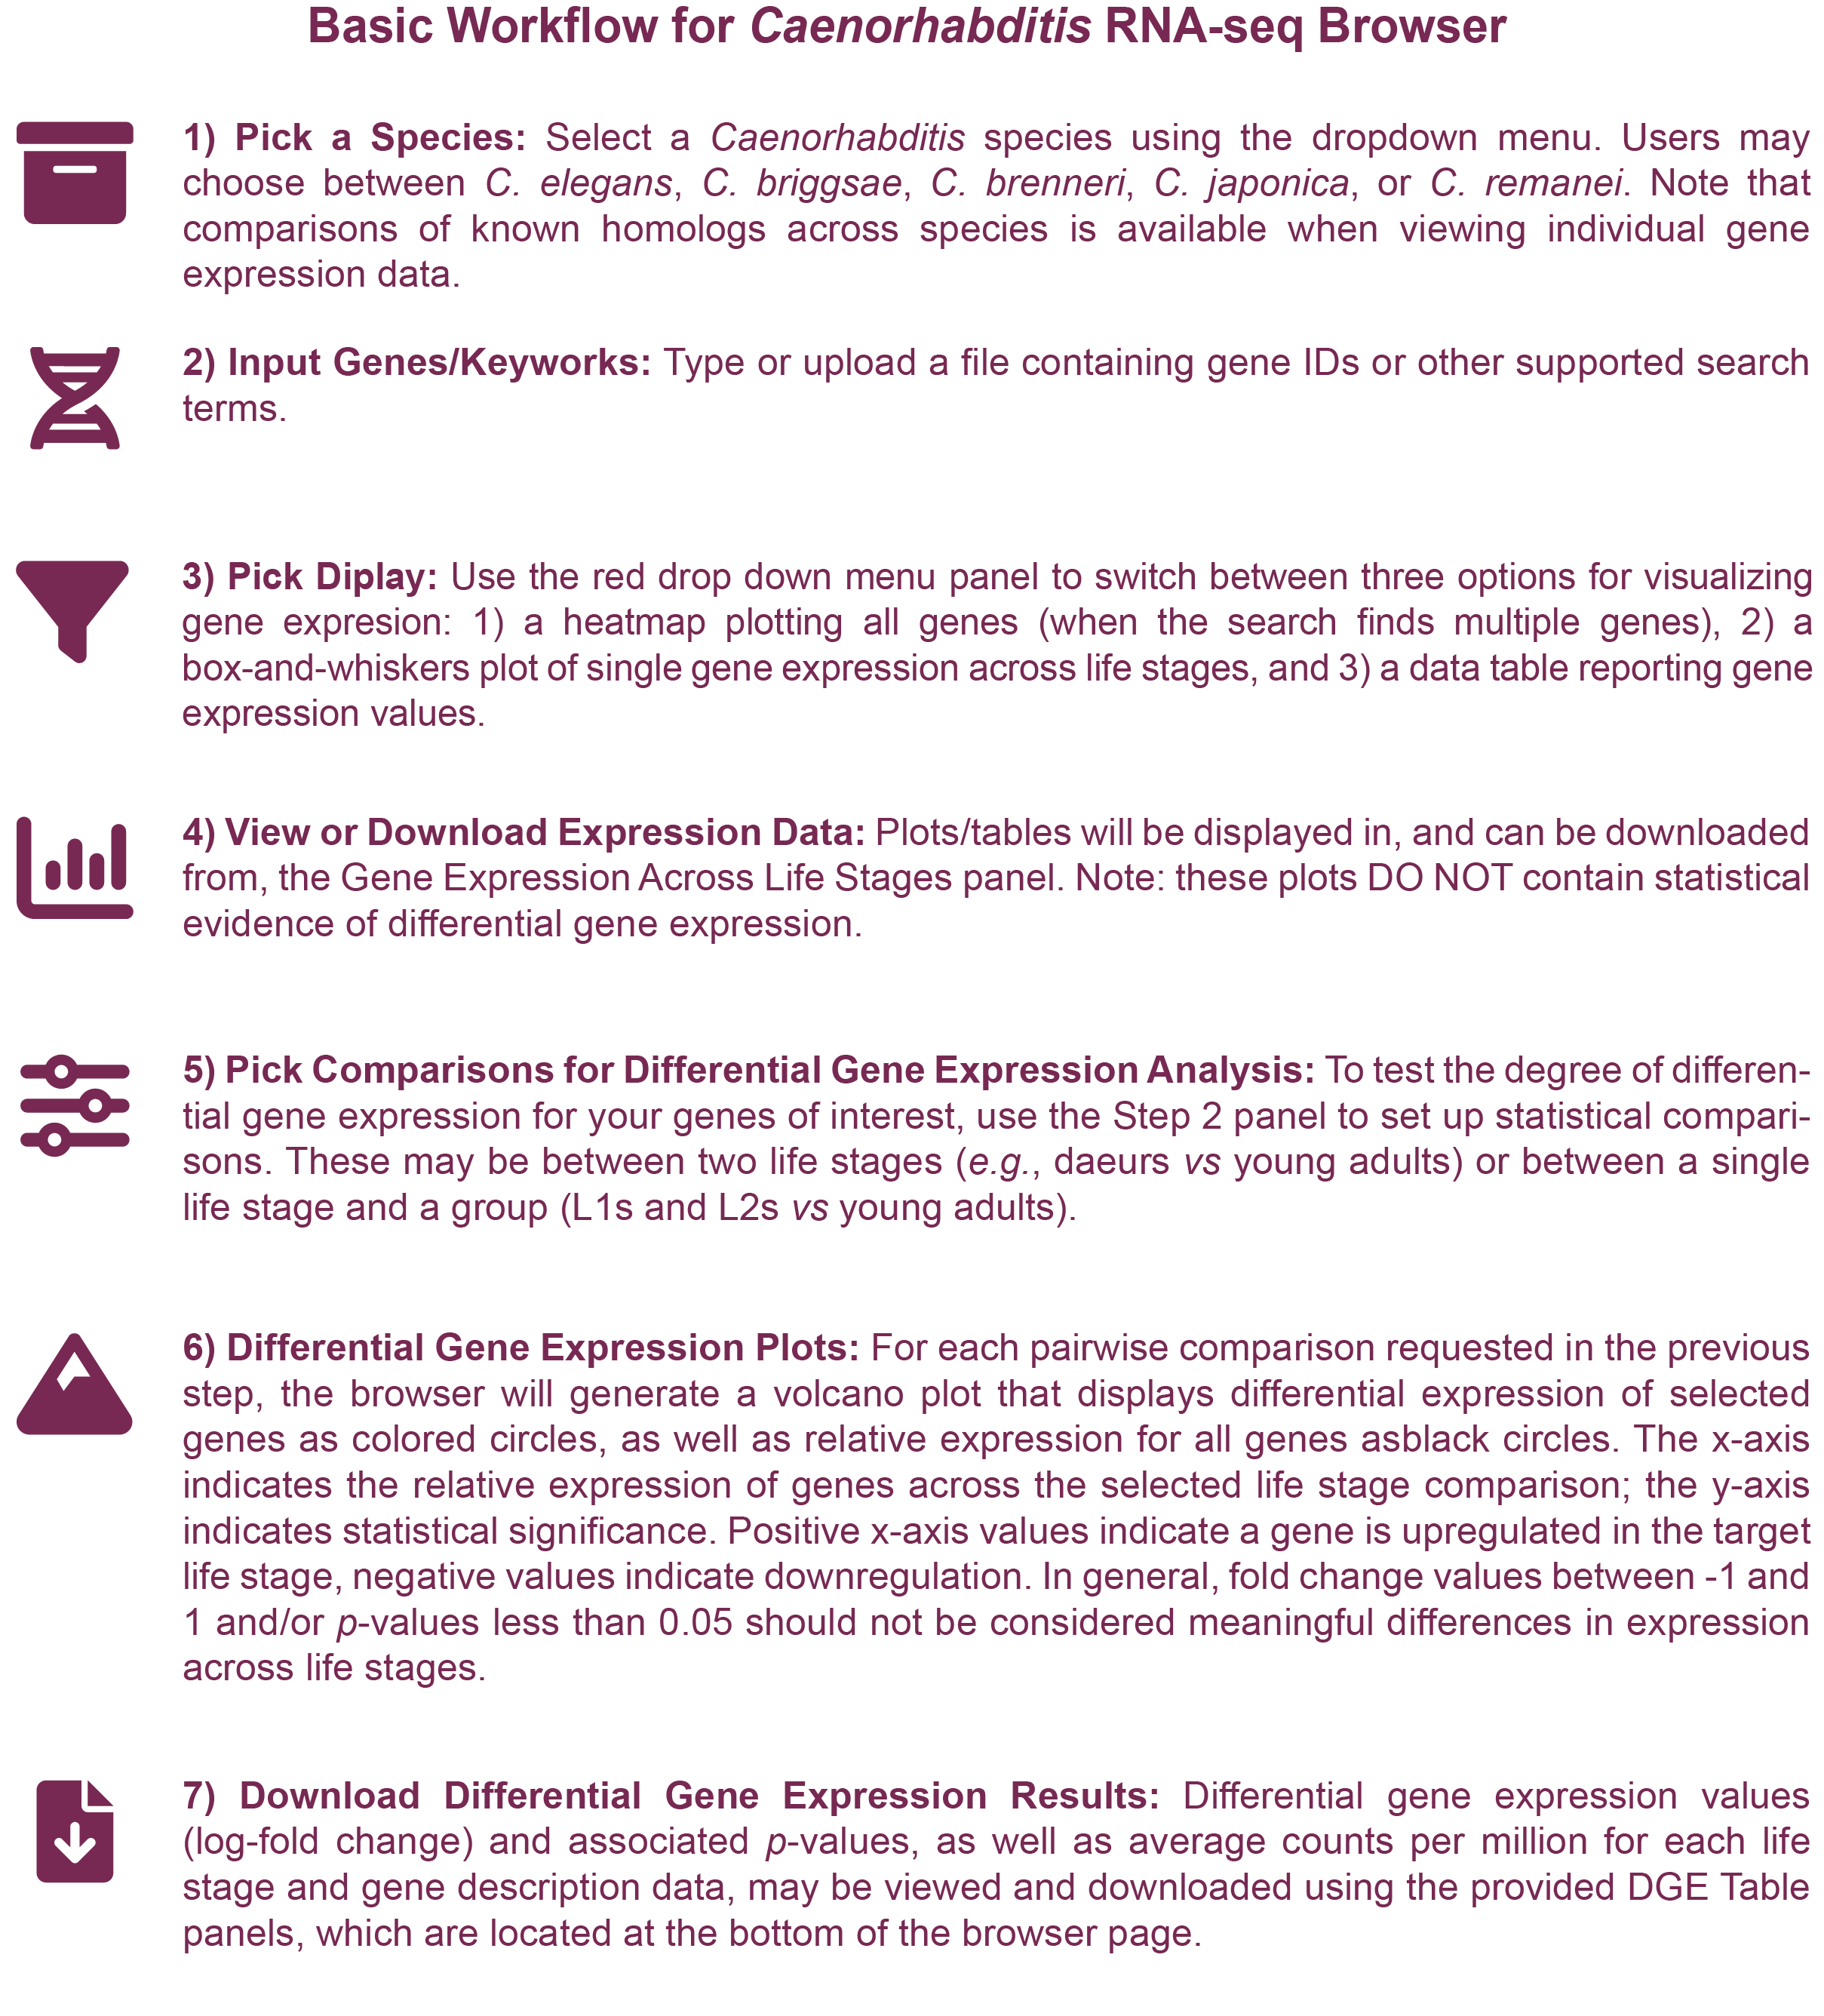 Basic Workflow for Caenorhabditis RNA-seq Browser
1) Pick a Species: Select a Caenorhabditis species using the dropdown menu. Users may
choose between C. elegans, C. briggsae, C. brenneri, C. japonica, or C. remanei. Note that
comparisons of known homologs across species is available when viewing individual gene
expression data.
2) Input Genes/Keyworks: Type or upload a file containing gene IDs or other supported search
terms.
3) Pick Diplay: Use the red drop down menu panel to switch between three options for visualizing
gene expresion: 1) a heatmap plotting all genes (when the search finds multiple genes), 2) a
box-and-whiskers plot of single gene expression across life stages, and 3) a data table reporting gene
expression values.
4) View or Download Expression Data: Plots/tables will be displayed in, and can be downloaded
from, the Gene Expression Across Life Stages panel. Note: these plots DO NOT contain statistical
evidence of differential gene expression.
5) Pick Comparisons for Differential Gene Expression Analysis: To test the degree of differen-
tial gene expression for your genes of interest, use the Step 2 panel to set up statistical compari-
sons. These may be between two life stages (e.g., daeurs vs young adults) or between a single
life stage and a group (L1s and L2s vs young adults).
6) Differential Gene Expression Plots: For each pairwise comparison requested in the previous
step, the browser will generate a volcano plot that displays differential expression of selected
genes as colored circles, as well as relative expression for all genes asblack circles. The x-axis
indicates the relative expression of genes across the selected life stage comparison; the y-axis
indicates statistical significance. Positive x-axis values indicate a gene is upregulated in the target
life stage, negative values indicate downregulation. In general, fold change values between -1 and
1 and/or p-values less than 0.05 should not be considered meaningful differences in expression
across life stages.
7) Download Differential Gene Expression Results: Differential gene expression values
(log-fold change) and associated p-values, as well as average counts per million for each life
stage and gene description data, may be viewed and downloaded using the provided DGE Table
panels, which are located at the bottom of the browser page.